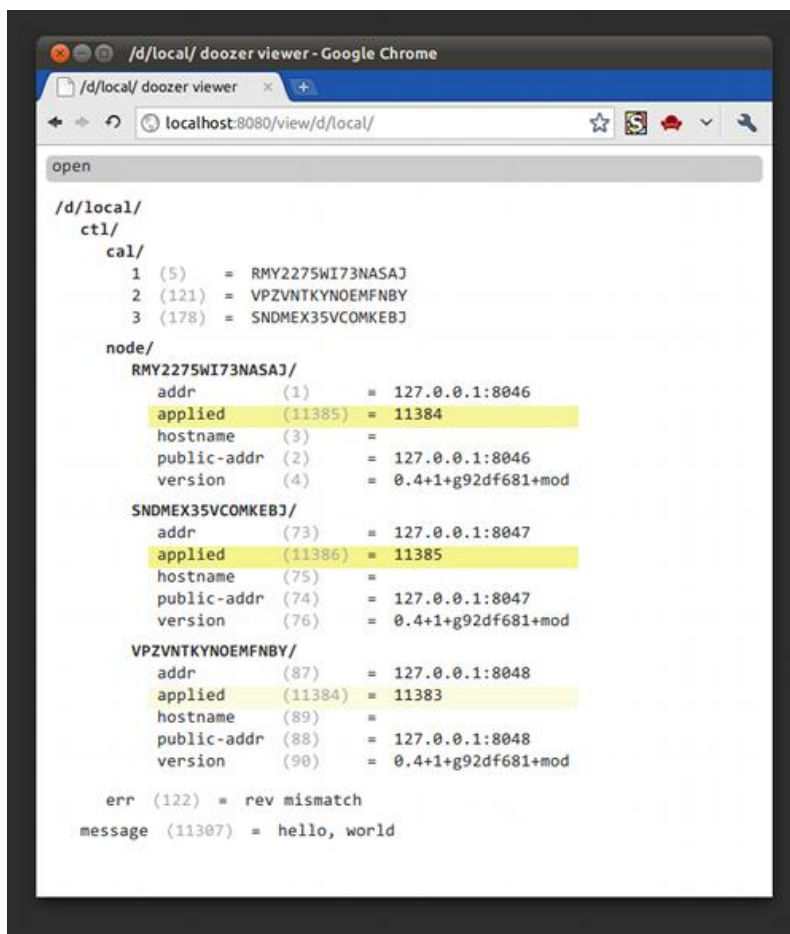 /d/local/ doozer viewer - Google Chrome
/d/local/ doozer viewer
localhost:8080/view/d/local/
open
/d/local/
ctl/
cal/
1 (5) = RMY2275WI73NASAJ
2 (121) = VPZVNTKYNOEMFNBY
3 (178) = SNDMEX35VCOMKEBJ
node/
RMY2275WI73NASAJ/
addr (1) = 127.0.0.1:8046
applied (11385) = 11384
hostname (3) =
public-addr (2) = 127.0.0.1:8046
version (4) = 0.4+1+g92df681+mod
SNDMEX35VCOMKEBJ/
addr (73) = 127.0.0.1:8047
applied (11386) = 11385
hostname (75) =
public-addr (74) = 127.0.0.1:8047
version (76) = 0.4+1+g92df681+mod
VPZVNTKYNOEMFNBY/
addr (87) = 127.0.0.1:8048
applied (11384) = 11383
hostname (89) =
public-addr (88) = 127.0.0.1:8048
version (90) = 0.4+1+g92df681+mod
err (122) = rev mismatch
message (11307) = hello, world